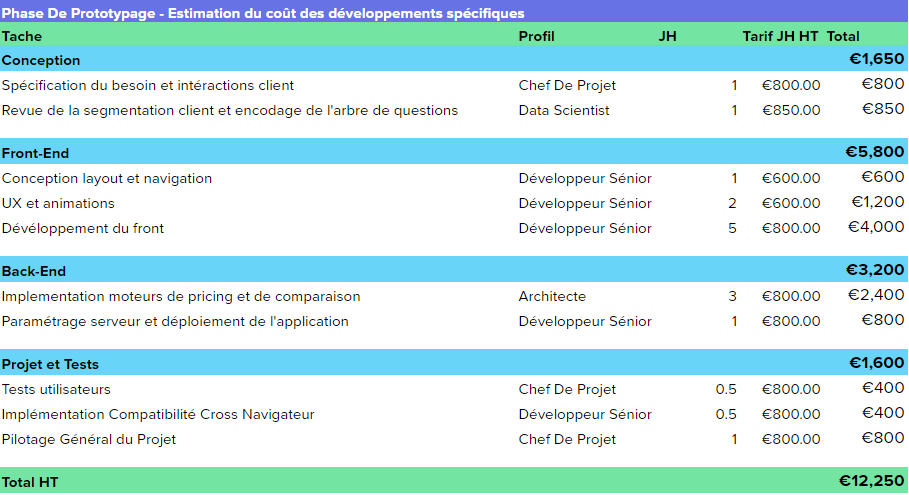 Phase De Prototypage - Estimation du coût des développements spécifiques
Tache Profil JH Tarif JH HT Total
Conception €1,650
Spécification du besoin et intéractions client Chef De Projet 1 €800.00 €800
Revue de la segmentation client et encodage de l'arbre de questions Data Scientist 1 €850.00 €850
Front-End €5,800
Conception layout et navigation Développeur Sénior 1 €600.00 €600
UX et animations Développeur Sénior 2 €600.00 €1,200
Dévéloppement du front Développeur Sénior 5 €800.00 €4,000
Back-End €3,200
Implementation moteurs de pricing et de comparaison Architecte 3 €800.00 €2,400
Paramétrage serveur et déploiement de l'application Développeur Sénior 1 €800.00 €800
Projet et Tests €1,600
Tests utilisateurs Chef De Projet 0.5 €800.00 €400
Implémentation Compatibilité Cross Navigateur Développeur Sénior 0.5 €800.00 €400
Pilotage Général du Projet Chef De Projet 1 €800.00 €800
Total HT €12,250